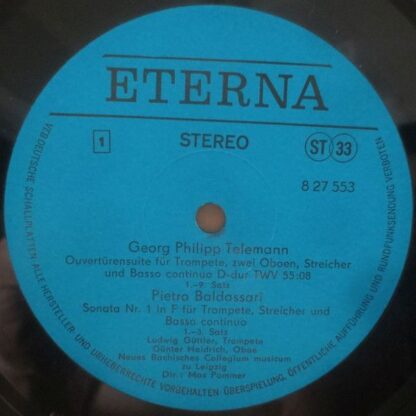 ETERNA
1
STEREO
ST 33
8 27 553
Georg Philipp Telemann
Ouvertürensuite für Trompete, zwei Oboen, Streicher
und Basso continuo D-dur TWV 55:D8
1.–9. Satz
Pietro Baldassari
Sonata Nr. 1 in F für Trompete, Streicher und
Basso continuo
1.–3. Satz
Ludwig Güttler, Trompete
Günter Heidrich, Oboe
Neues Bachisches Collegium musicum
zu Leipzig
Dir.: Max Pommer
VEB DEUTSCHE SCHALLPLATTEN · ALLE HERSTELLER- UND URHEBERRECHTE VORBEHALTEN · ÜBERSPIELUNG, ÖFFENTLICHE AUFFÜHRUNG UND RUNDFUNKSENDUNG VERBOTEN